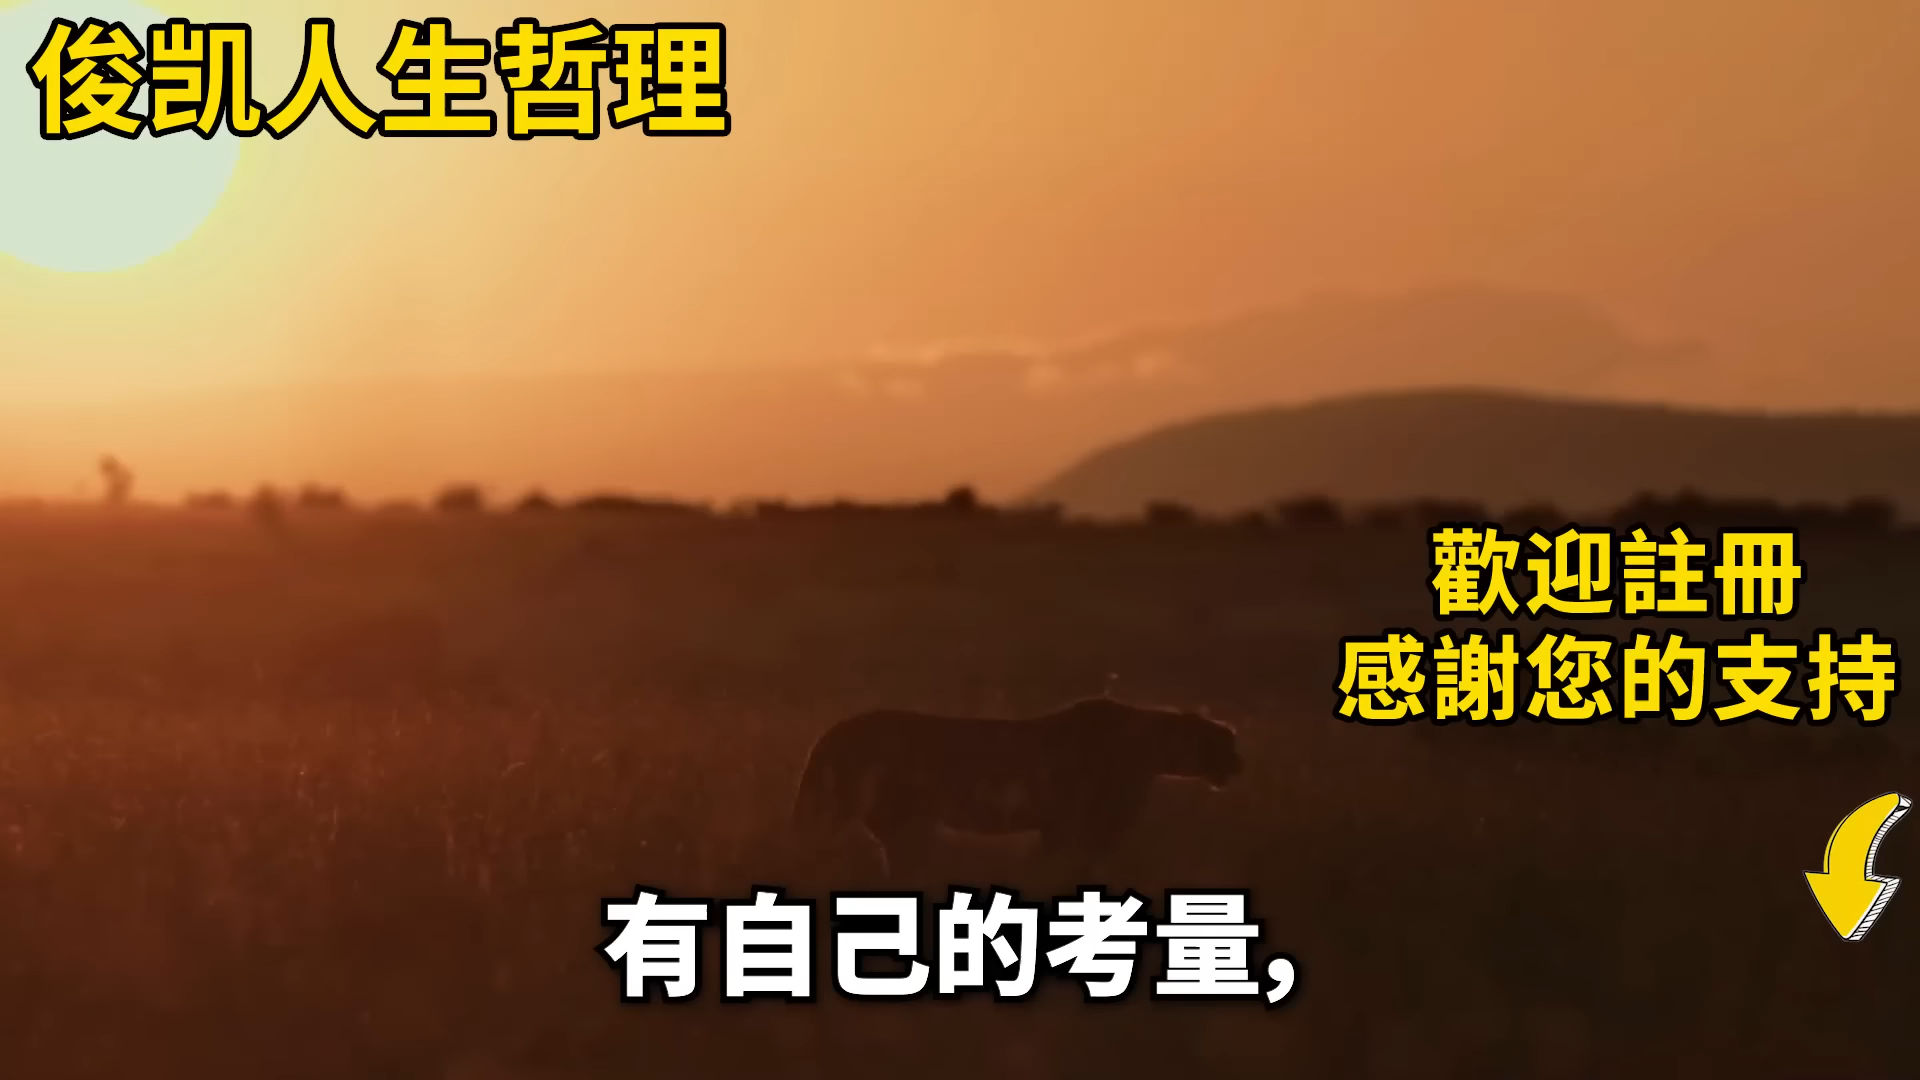 俊凯人生哲理
歡迎註冊
感謝您的支持
有自己的考量,